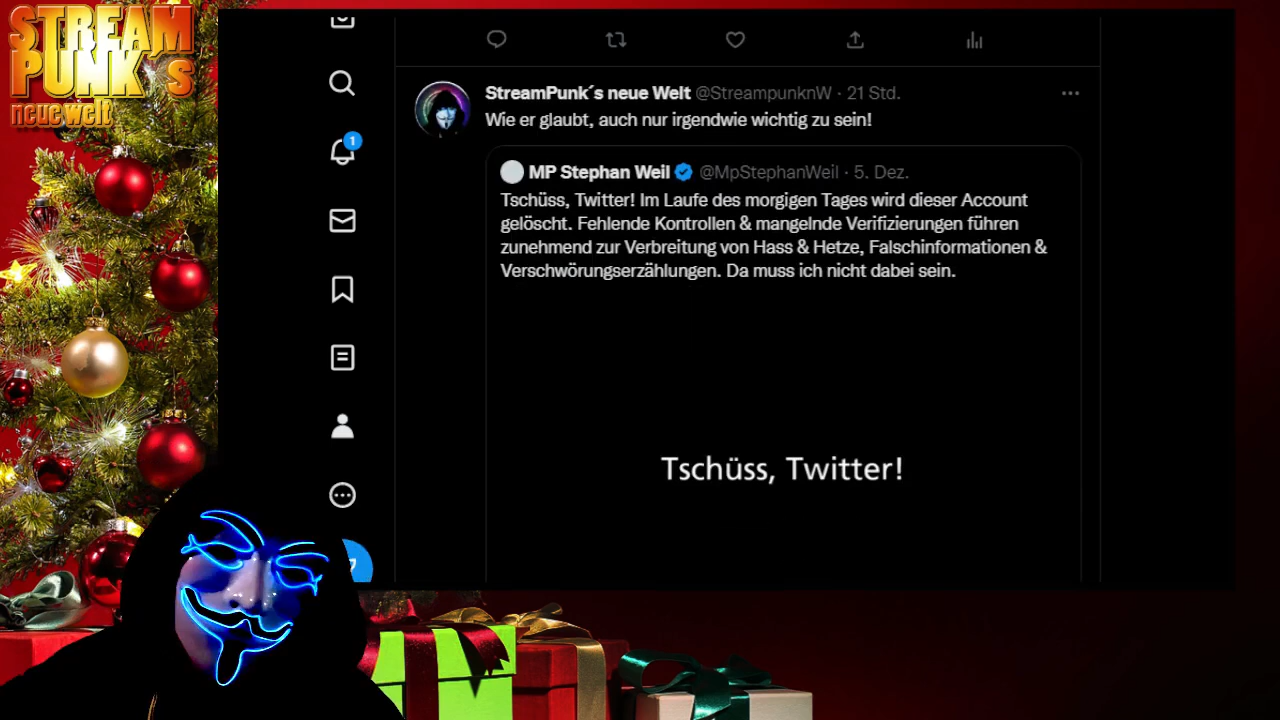 STREAM
PUNK´s
neue welt
StreamPunk´s neue Welt @StreampunknW · 21 Std.
Wie er glaubt, auch nur irgendwie wichtig zu sein!
1
MP Stephan Weil @MpStephanWeil · 5. Dez.
Tschüss, Twitter! Im Laufe des morgigen Tages wird dieser Account
gelöscht. Fehlende Kontrollen & mangelnde Verifizierungen führen
zunehmend zur Verbreitung von Hass & Hetze, Falschinformationen &
Verschwörungserzählungen. Da muss ich nicht dabei sein.
Tschüss, Twitter!